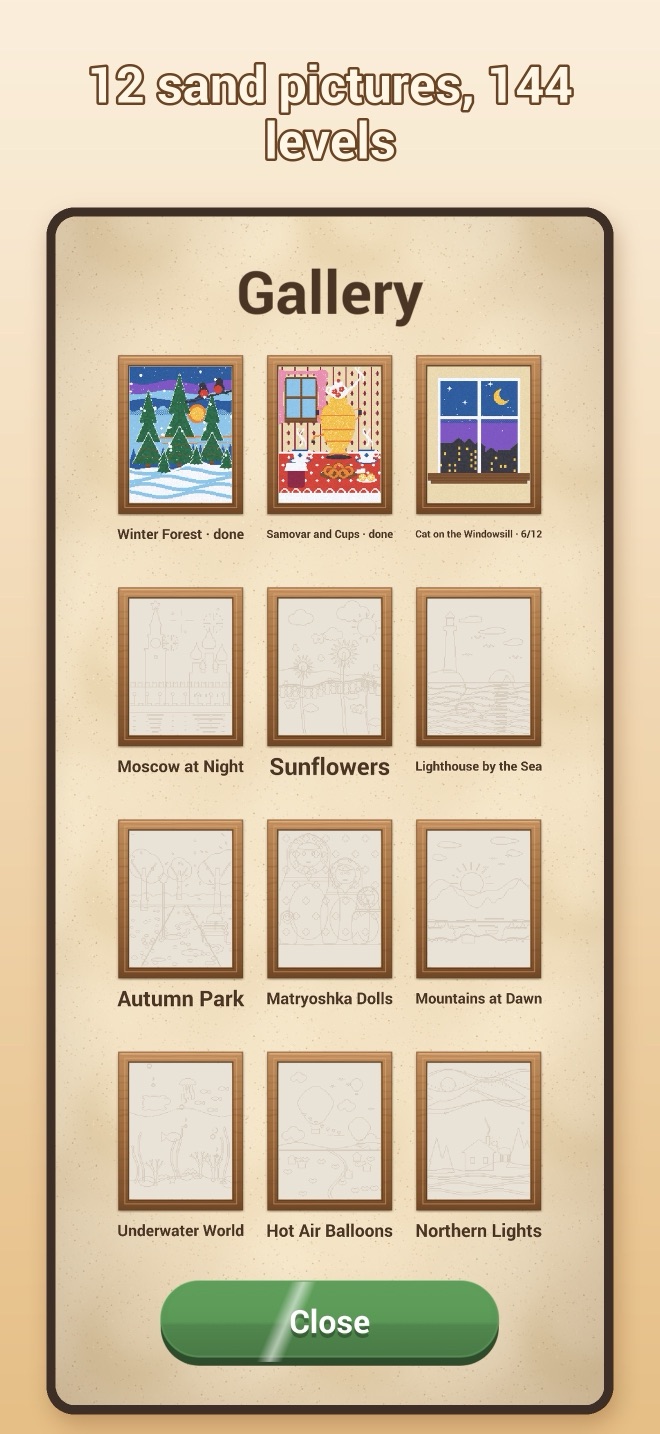 12 sand pictures, 144
levels
Gallery
Winter Forest · done
Samovar and Cups · done
Cat on the Windowsill · 6/12
Moscow at Night
Sunflowers
Lighthouse by the Sea
Autumn Park
Matryoshka Dolls
Mountains at Dawn
Underwater World
Hot Air Balloons
Northern Lights
Close